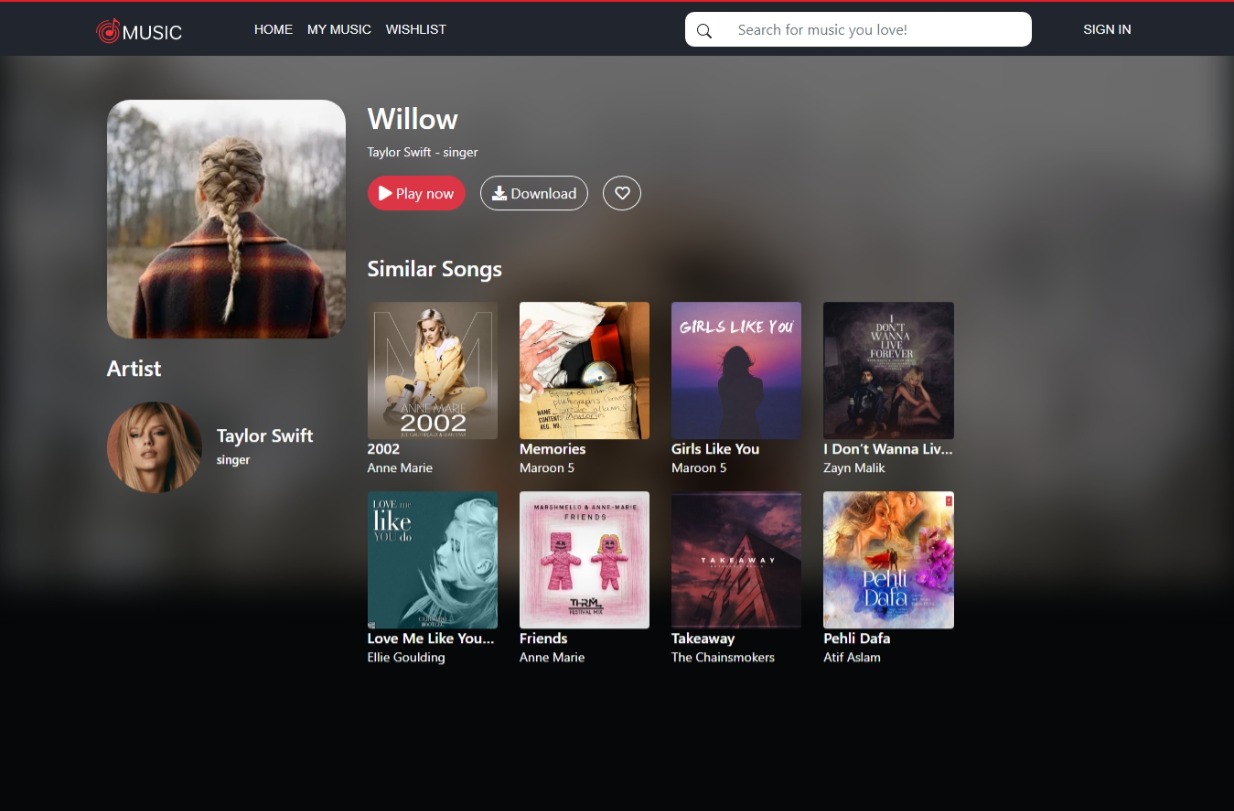 MUSIC
HOME MY MUSIC WISHLIST
Search for music you love!
SIGN IN
Willow
Taylor Swift - singer
Play now
Download
Artist
Taylor Swift
singer
Similar Songs
M
ANNE MARIE
2002
2002
Anne Marie
Memories
Maroon 5
GIRLS LIKE YOU
Girls Like You
Maroon 5
I
DON'T
WANNA
LIVE
FOREVER
I Don't Wanna Liv...
Zayn Malik
LOVE me
like
YOU do
Love Me Like You...
Ellie Goulding
MARSHMELLO & ANNE-MARIE
FRIENDS
FESTIVAL MIX
Friends
Anne Marie
TAKEAWAY
Takeaway
The Chainsmokers
Pehli
Dafa
Pehli Dafa
Atif Aslam